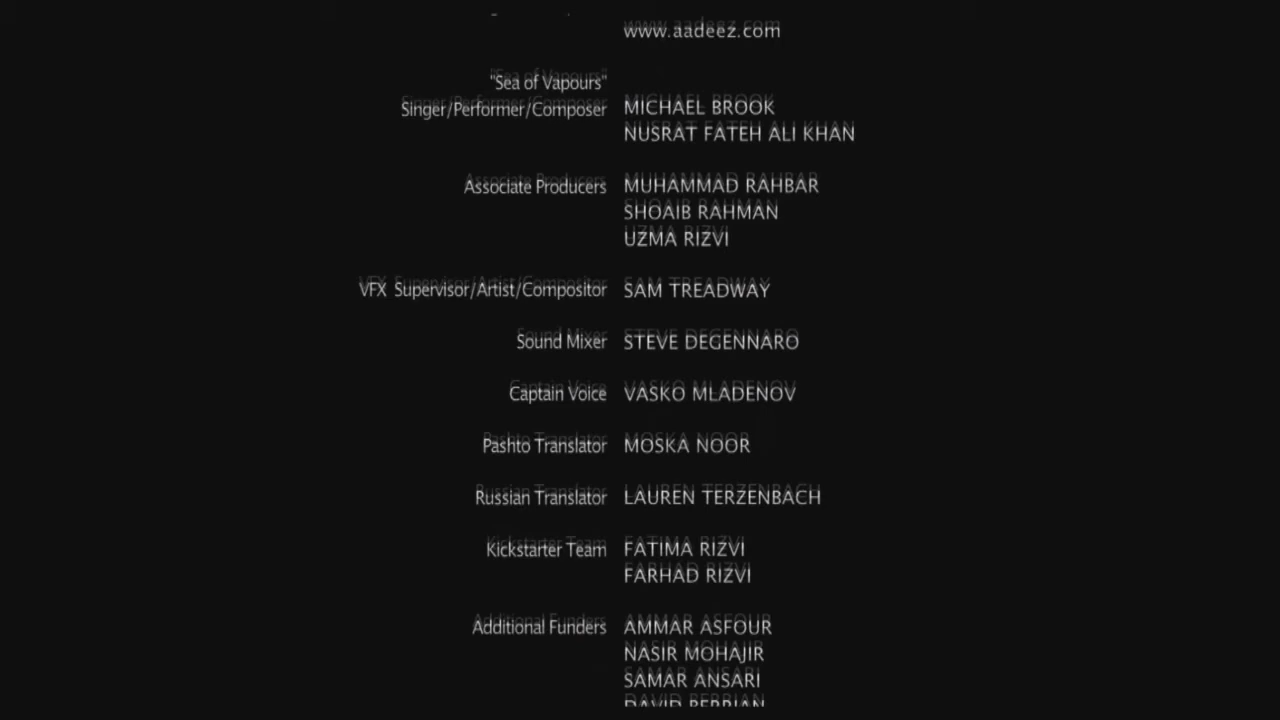 www.aadeez.com
"Sea of Vapours"
Singer/Performer/Composer MICHAEL BROOK
NUSRAT FATEH ALI KHAN
Associate Producers MUHAMMAD RAHBAR
SHOAIB RAHMAN
UZMA RIZVI
VFX Supervisor/Artist/Compositor SAM TREADWAY
Sound Mixer STEVE DEGENNARO
Captain Voice VASKO MLADENOV
Pashto Translator MOSKA NOOR
Russian Translator LAUREN TERZENBACH
Kickstarter Team FATIMA RIZVI
FARHAD RIZVI
Additional Funders AMMAR ASFOUR
NASIR MOHAJIR
SAMAR ANSARI
DAVID